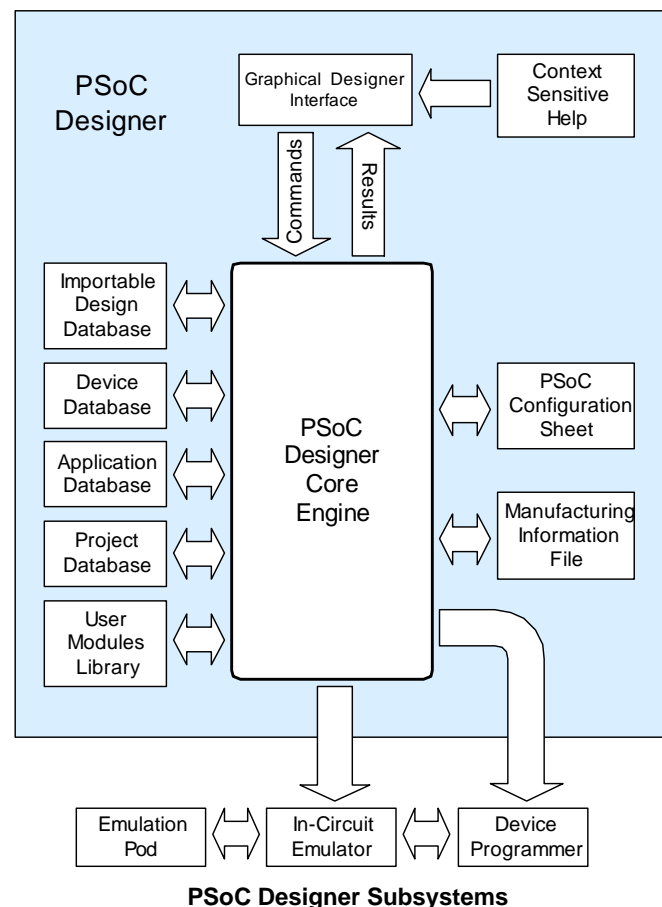 PSoC
Designer
Graphical Designer
Interface
Context
Sensitive
Help
Commands
Results
Importable
Design
Database
Device
Database
Application
Database
Project
Database
User
Modules
Library
PSoC
Designer
Core
Engine
PSoC
Configuration
Sheet
Manufacturing
Information
File
Emulation
Pod
In-Circuit
Emulator
Device
Programmer
PSoC Designer Subsystems